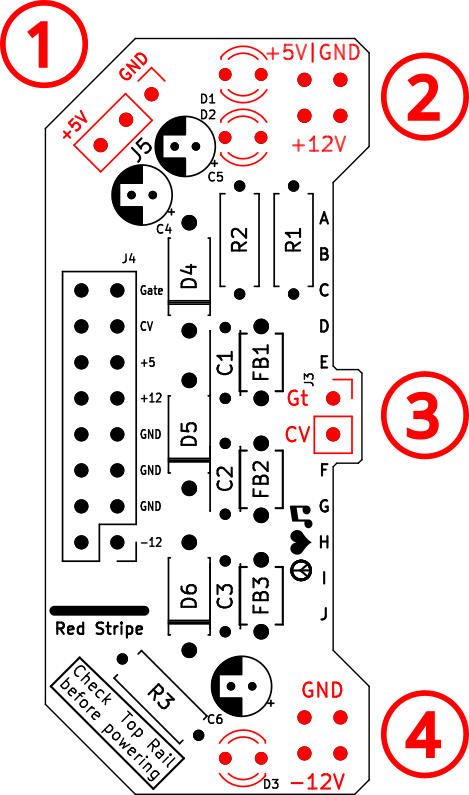 1
GND
+5V
J5
D1
D2
+5V|GND
+12V
2
C5
+
C4
+
R2
R1
A
B
C
D
E
J4
Gate
CV
+5
+12
GND
GND
GND
-12
D4
C1
FB1
J3
Gt
CV
3
D5
C2
FB2
F
G
H
I
J
D6
C3
FB3
Red Stripe
Check Top Rail
before powering
R3
C6
+
GND
-12V
D3
4